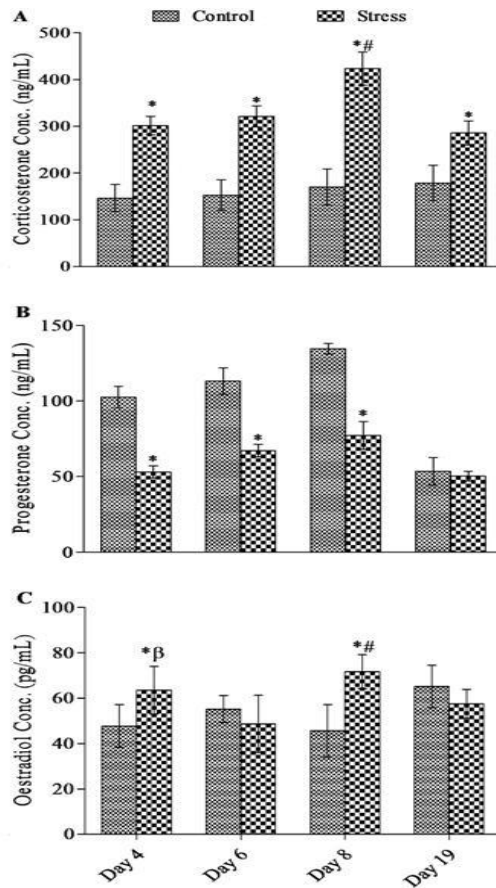 A
Control
Stress
Corticosterone Conc. (ng/mL)
500
400
300
200
100
0
*
*
*#
*
B
Progesterone Conc. (ng/mL)
150
100
50
0
*
*
*
C
Oestradiol Conc. (pg/mL)
100
80
60
40
20
0
*β
*#
Day 4
Day 6
Day 8
Day 19